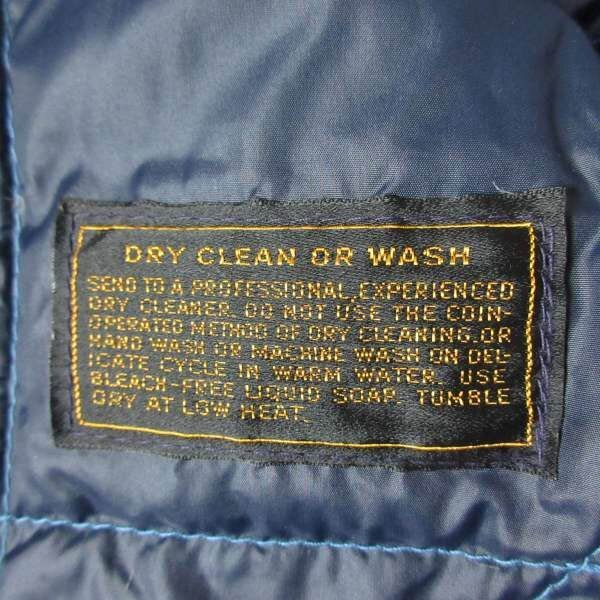 DRY CLEAN OR WASH
SEND TO A PROFESSIONAL, EXPERIENCED
DRY CLEANER. DO NOT USE THE COIN-
OPERATED METHOD OF DRY CLEANING. OR
HAND WASH OR MACHINE WASH ON DEL-
ICATE CYCLE IN WARM WATER. USE
BLEACH-FREE LIQUID SOAP. TUMBLE
DRY AT LOW HEAT.